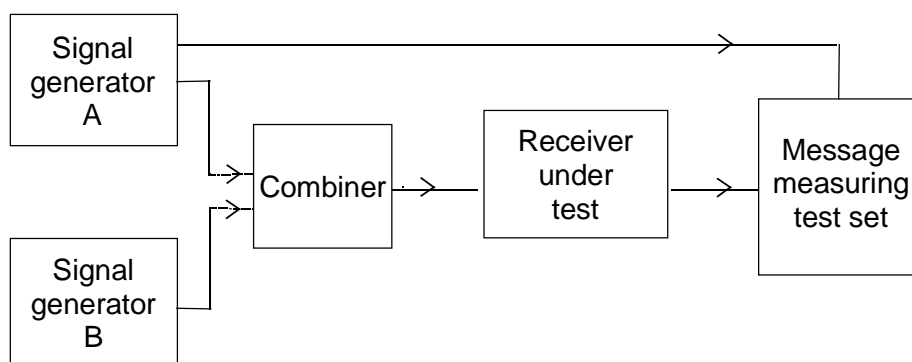 Signal
generator
A
Combiner
Receiver
under
test
Message
measuring
test set
Signal
generator
B